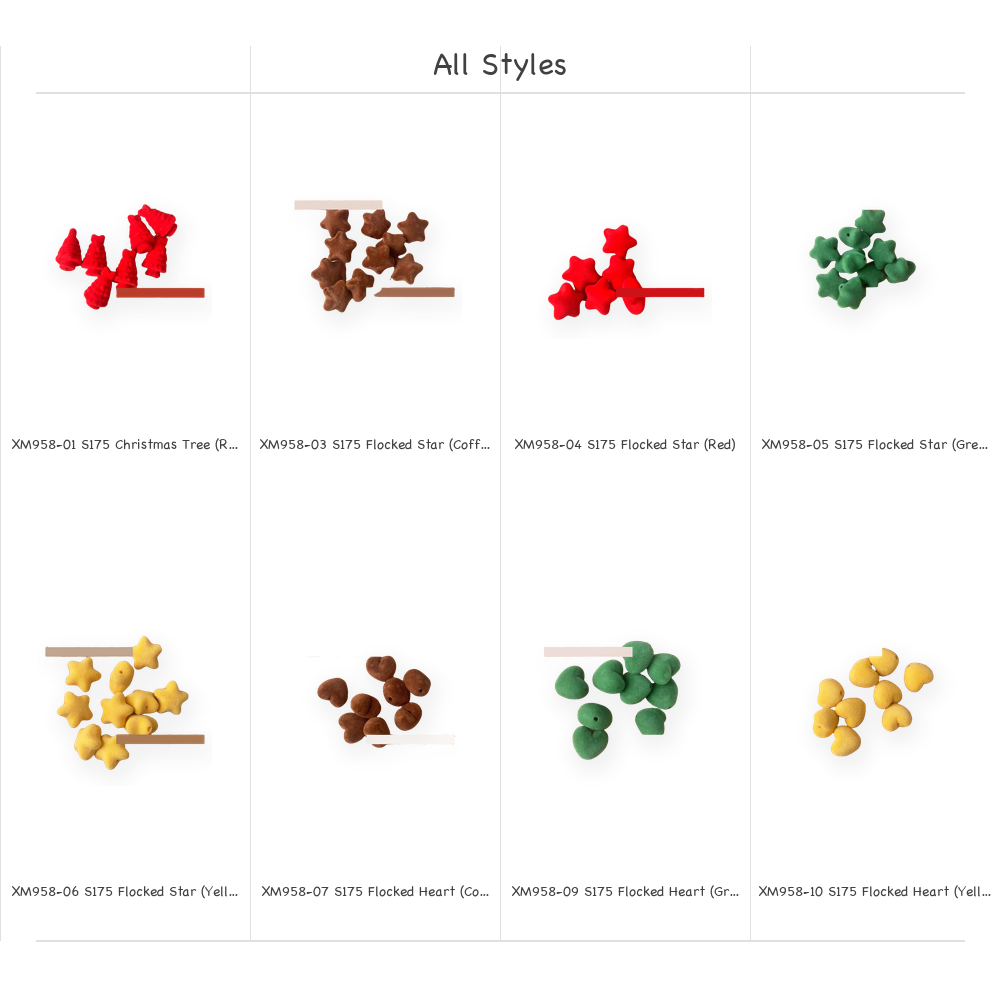 All Styles
XM958-01 S175 Christmas Tree (R...
XM958-03 S175 Flocked Star (Coff...
XM958-04 S175 Flocked Star (Red)
XM958-05 S175 Flocked Star (Gre...
XM958-06 S175 Flocked Star (Yell...
XM958-07 S175 Flocked Heart (Co...
XM958-09 S175 Flocked Heart (Gr...
XM958-10 S175 Flocked Heart (Yell...